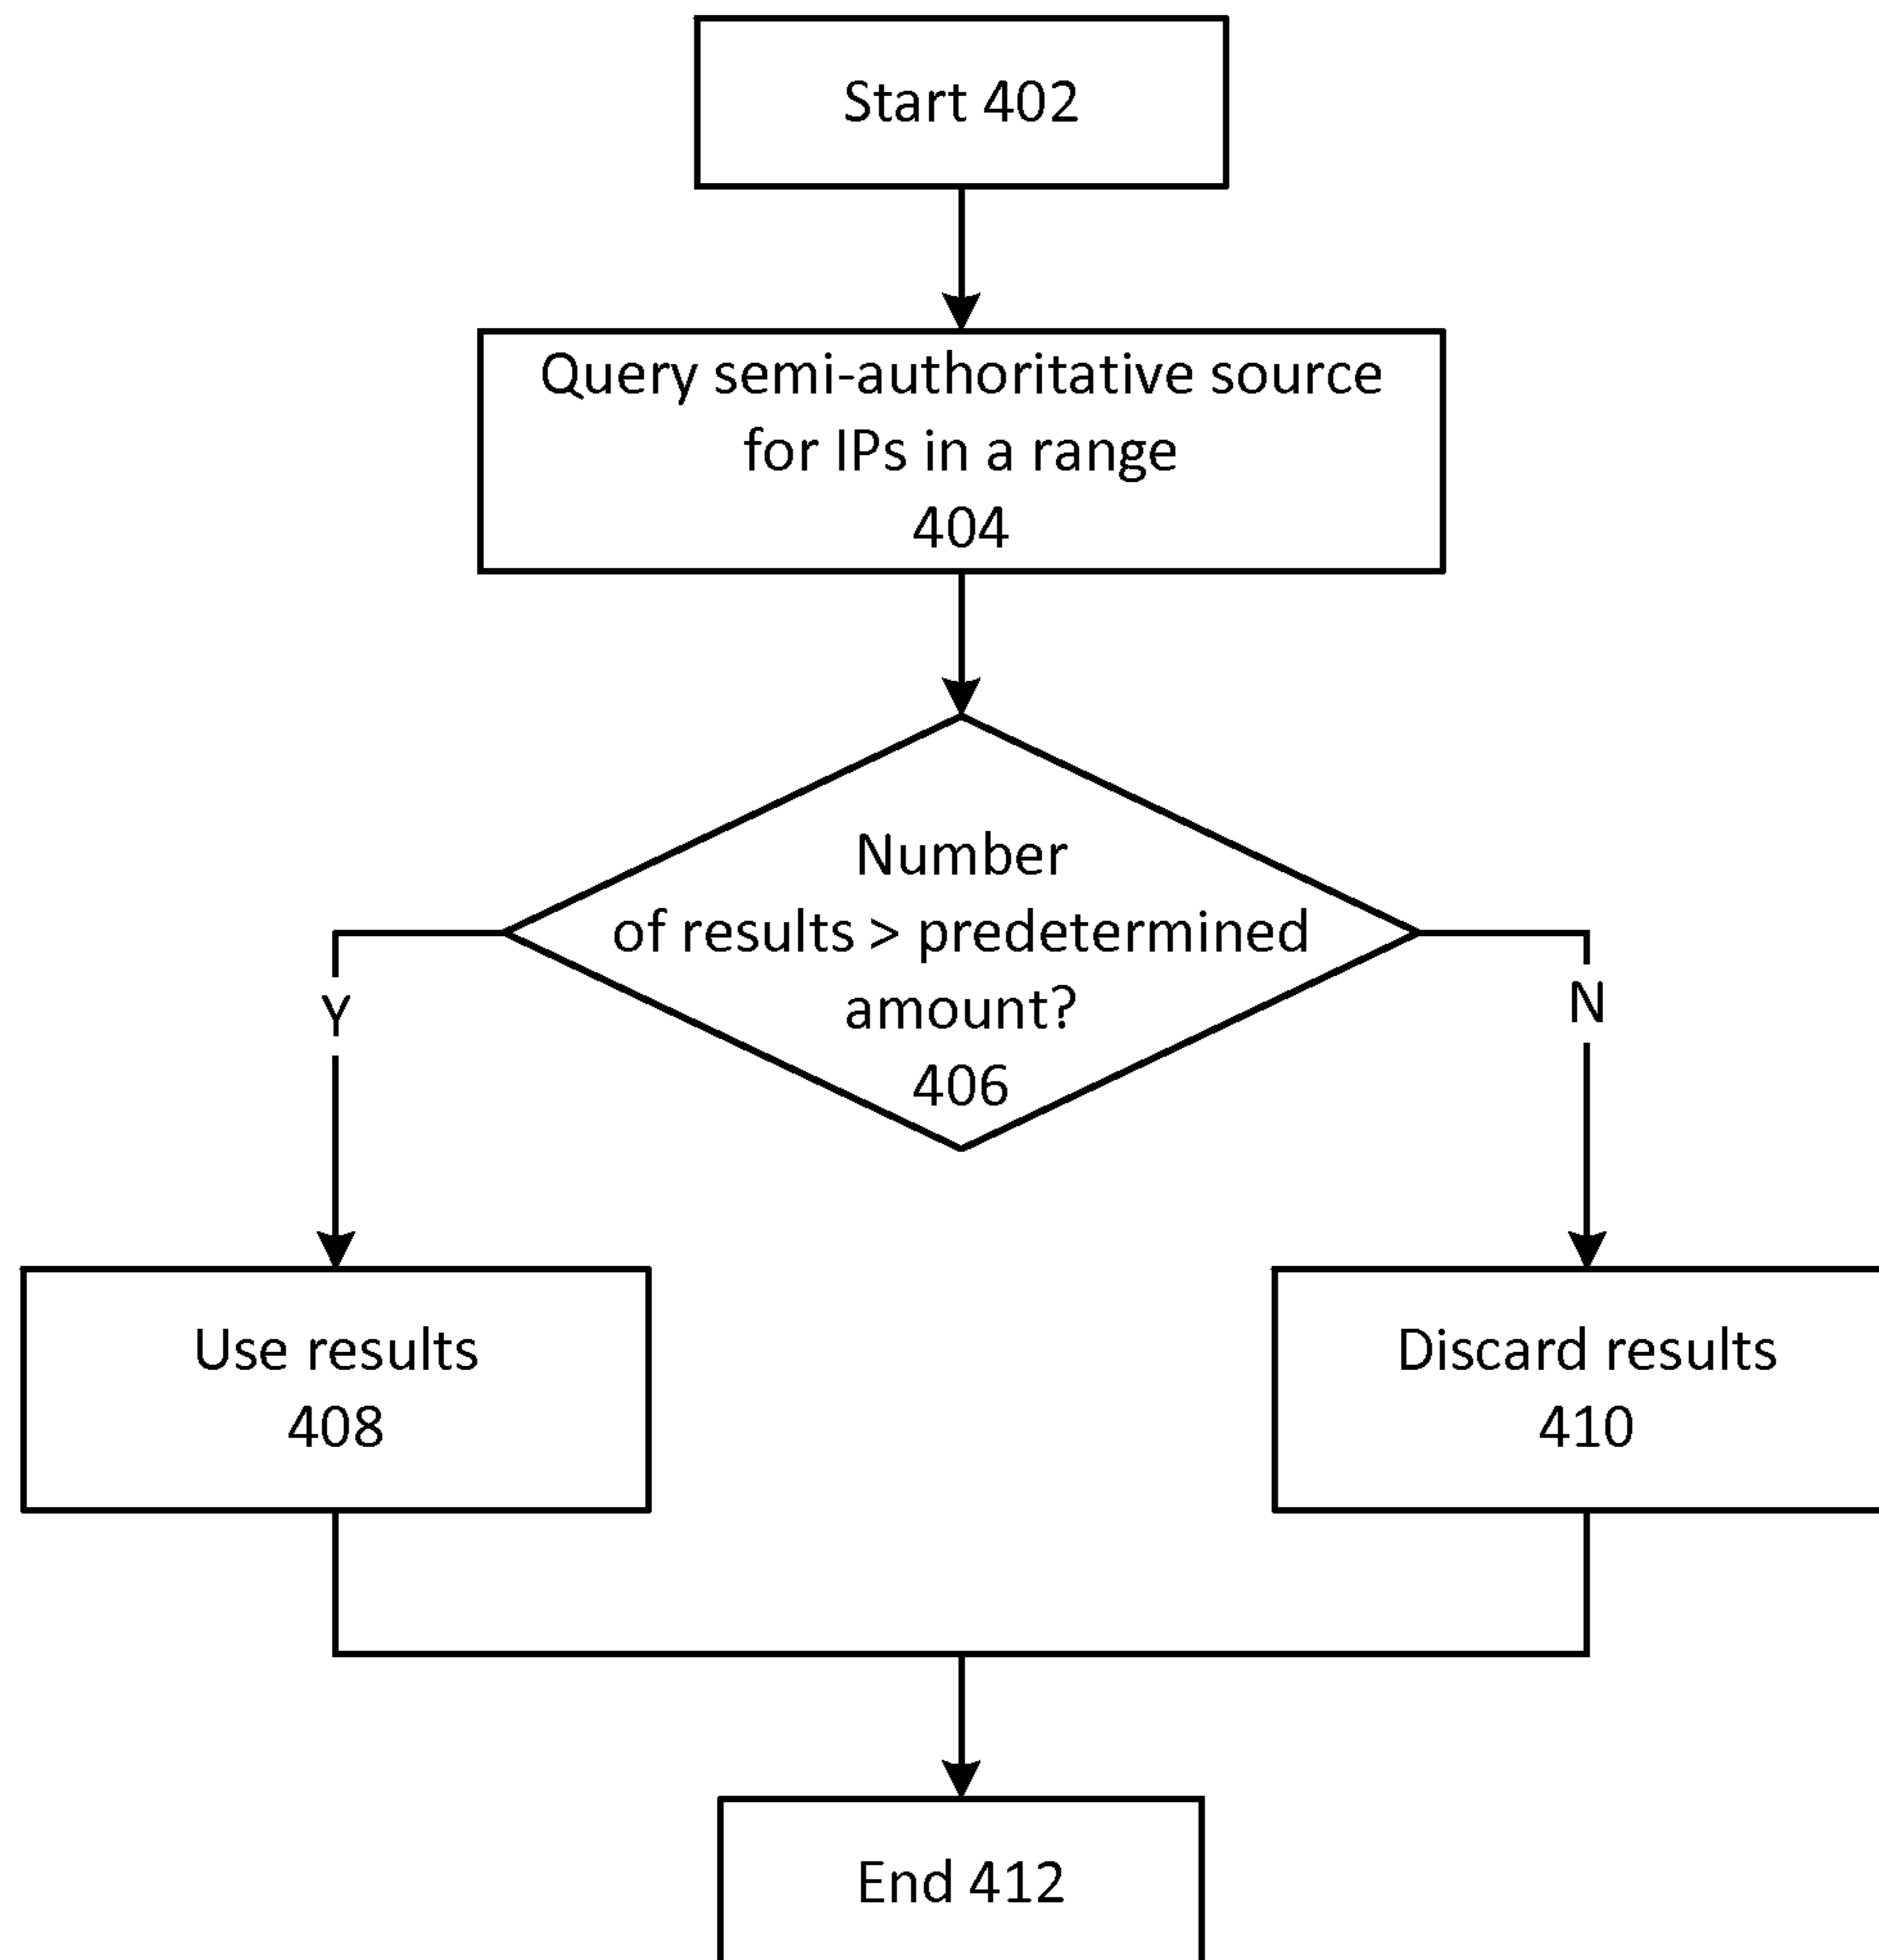 Start 402
Query semi-authoritative source
for IPs in a range
404
Number
of results > predetermined
amount?
406
Y
N
Use results
408
Discard results
410
End 412